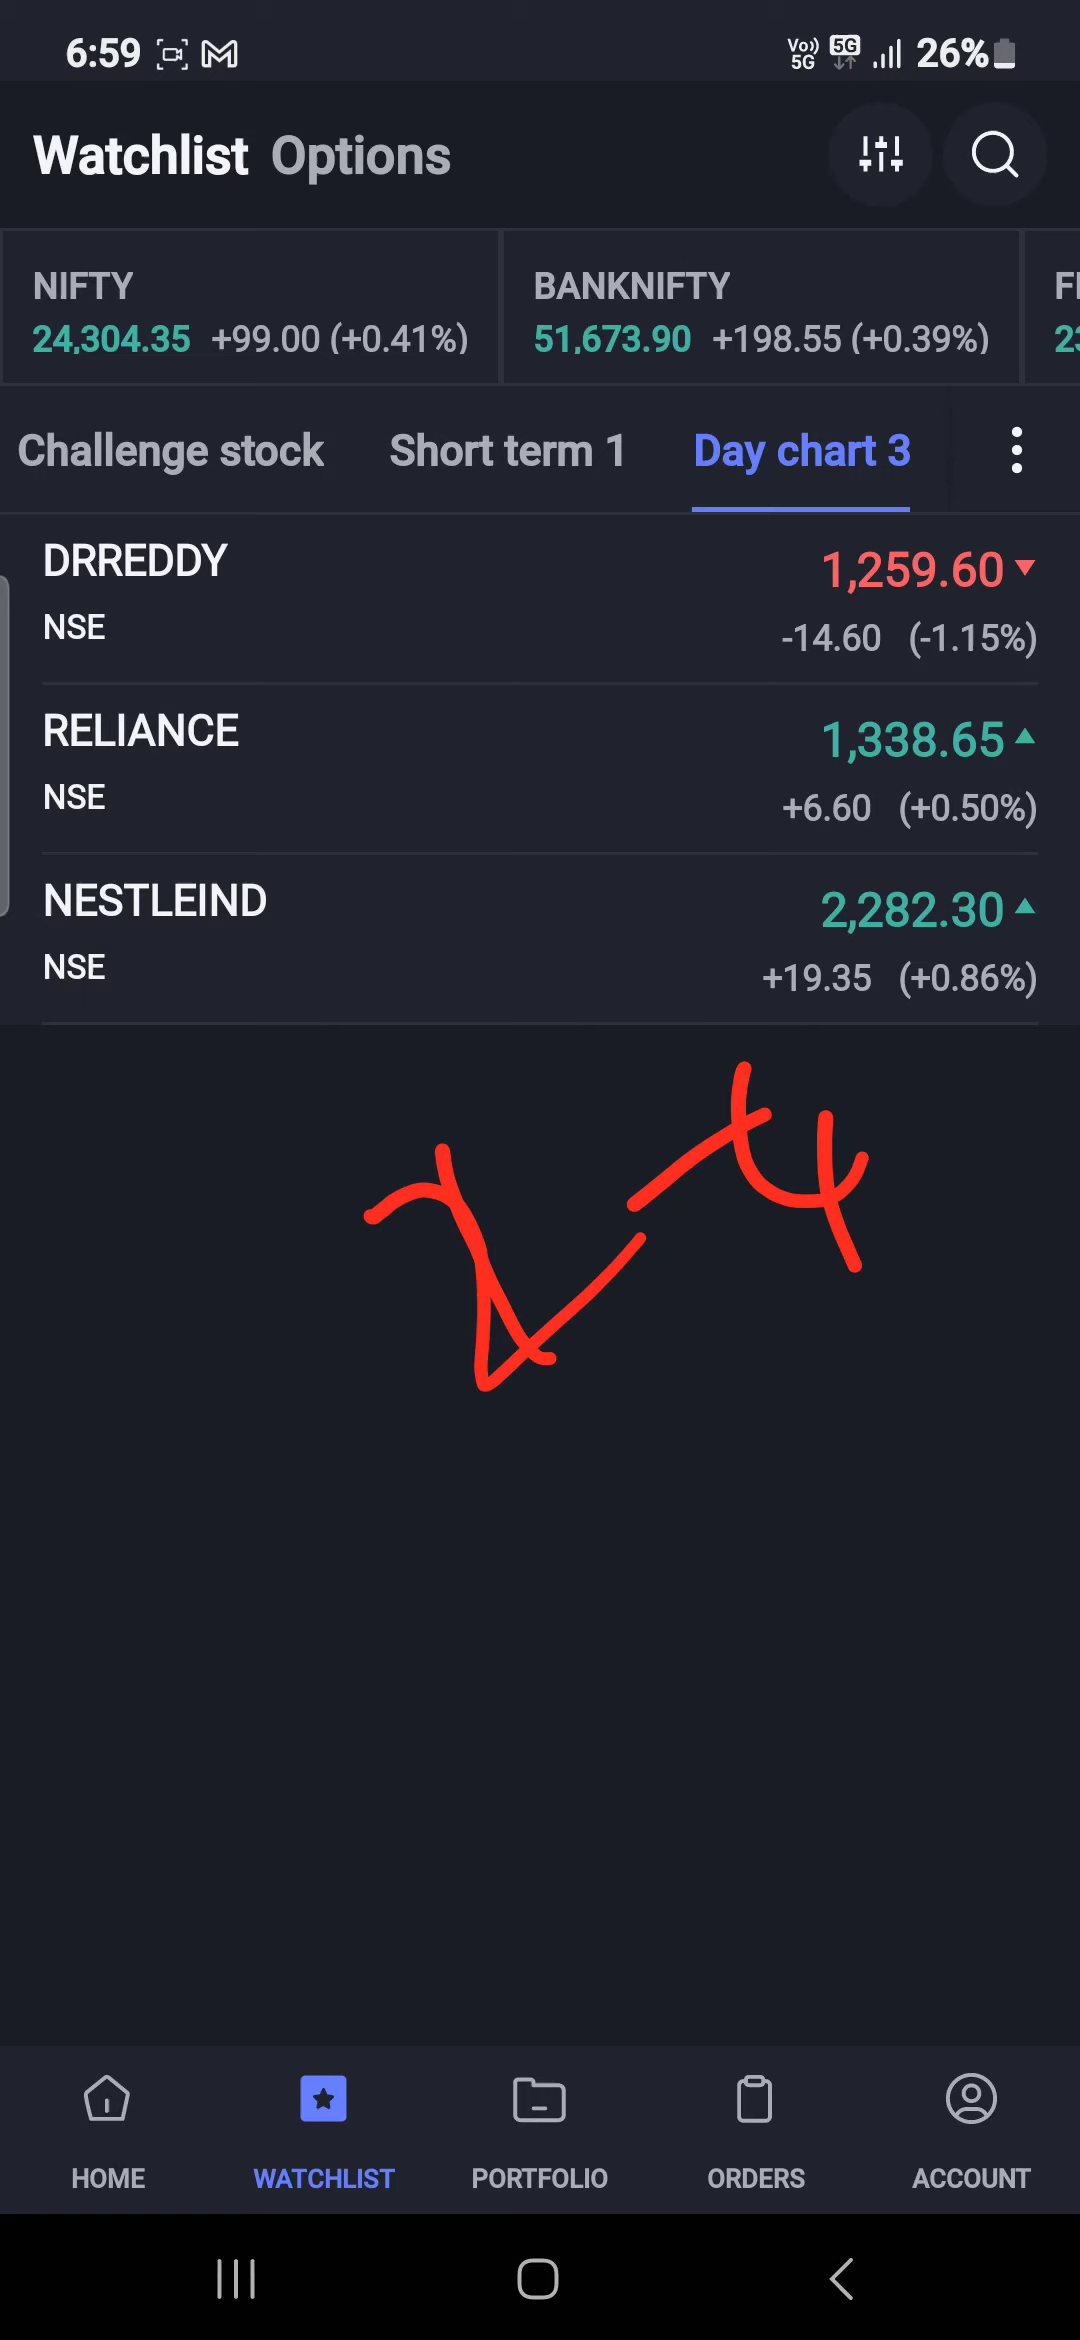 6:59 Vo)) 5G 5G 26%
Watchlist Options
NIFTY BANKNIFTY
24,304.35 +99.00 (+0.41%) 51,673.90 +198.55 (+0.39%)
Challenge stock Short term 1 Day chart 3
DRREDDY 1,259.60
NSE -14.60 (-1.15%)
RELIANCE 1,338.65
NSE +6.60 (+0.50%)
NESTLEIND 2,282.30
NSE +19.35 (+0.86%)
HOME WATCHLIST PORTFOLIO ORDERS ACCOUNT